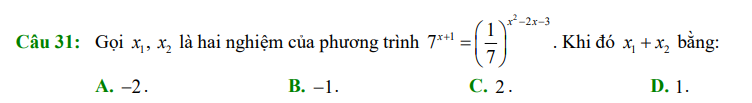 Câu 31: Gọi x₁, x₂ là hai nghiệm của phương trình 7ˣ⁺¹ = (1/7)^(x²−2x−3). Khi đó x₁ + x₂ bằng:
A. −2. B. −1. C. 2. D. 1.